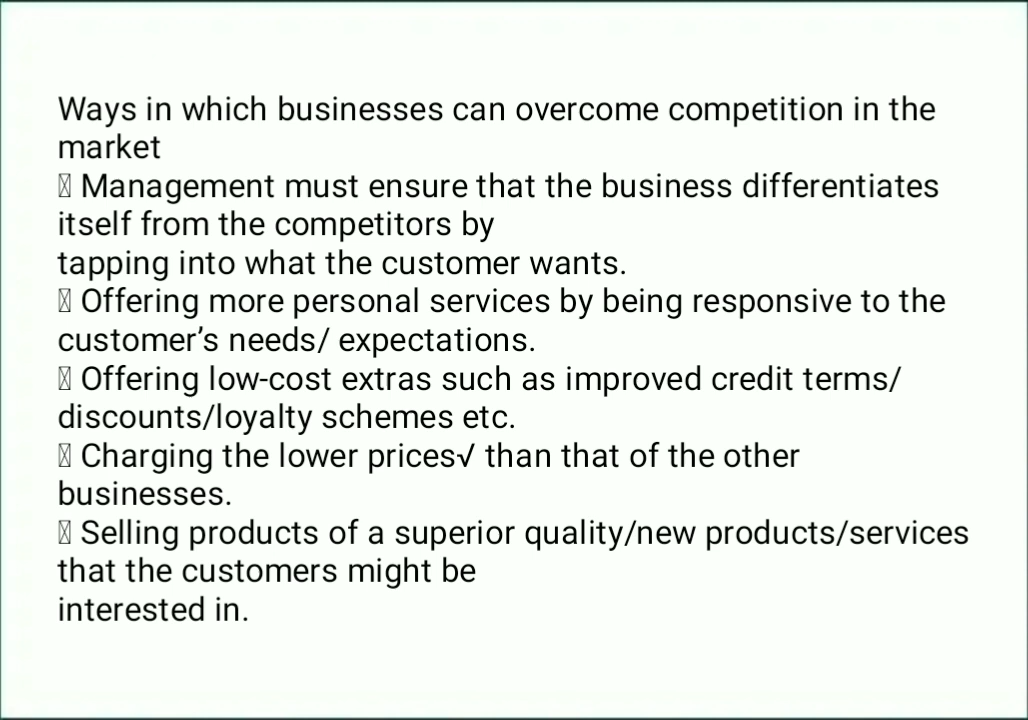 Ways in which businesses can overcome competition in the
market
 Management must ensure that the business differentiates
itself from the competitors by
tapping into what the customer wants.
 Offering more personal services by being responsive to the
customer’s needs/ expectations.
 Offering low-cost extras such as improved credit terms/
discounts/loyalty schemes etc.
 Charging the lower prices√ than that of the other
businesses.
 Selling products of a superior quality/new products/services
that the customers might be
interested in.